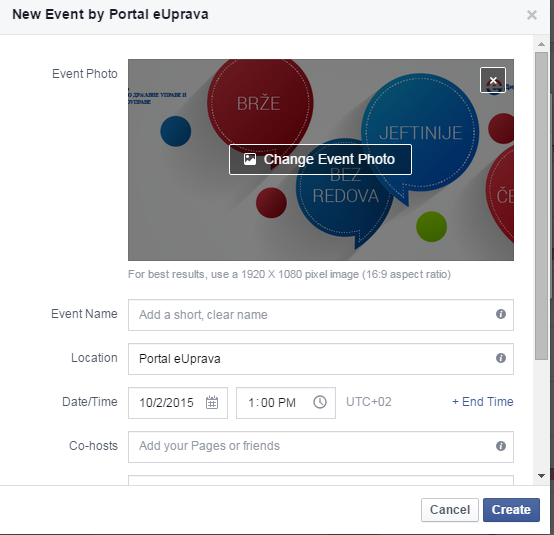 New Event by Portal eUprava
Event Photo
О ДРЖАВНЕ УПРАВЕ И
УПРАВЕ
BRŽE
JEFTINIJE
Change Event Photo
BEZ
REDOVA
ČE
For best results, use a 1920 X 1080 pixel image (16:9 aspect ratio)
Event Name
Add a short, clear name
Location
Portal eUprava
Date/Time
10/2/2015
1:00 PM
UTC+02
+ End Time
Co-hosts
Add your Pages or friends
Cancel
Create